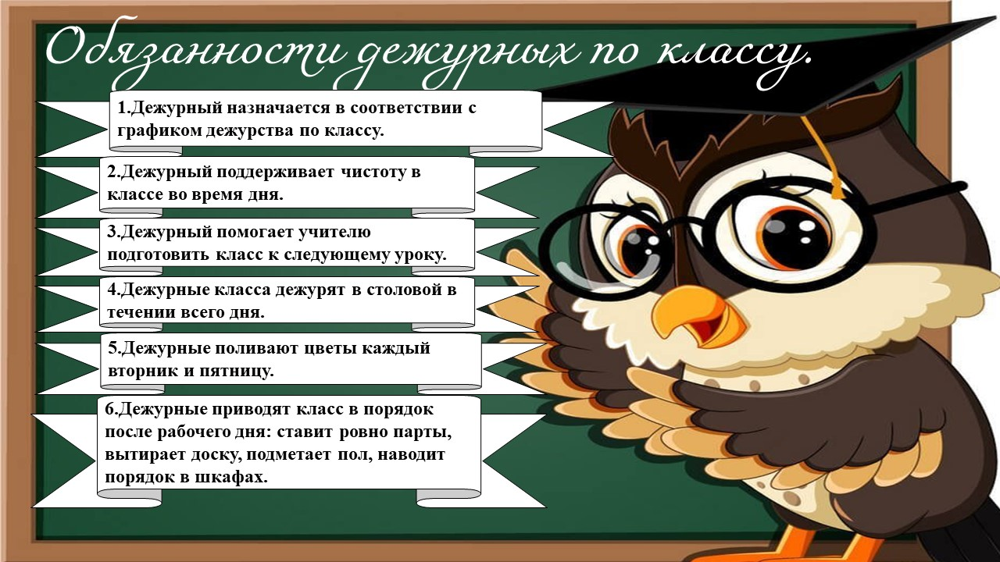 Обязанности дежурных по классу.
1.Дежурный назначается в соответствии с
графиком дежурства по классу.
2.Дежурный поддерживает чистоту в
классе во время дня.
3.Дежурный помогает учителю
подготовить класс к следующему уроку.
4.Дежурные класса дежурят в столовой в
течении всего дня.
5.Дежурные поливают цветы каждый
вторник и пятницу.
6.Дежурные приводят класс в порядок
после рабочего дня: ставит ровно парты,
вытирает доску, подметает пол, наводит
порядок в шкафах.